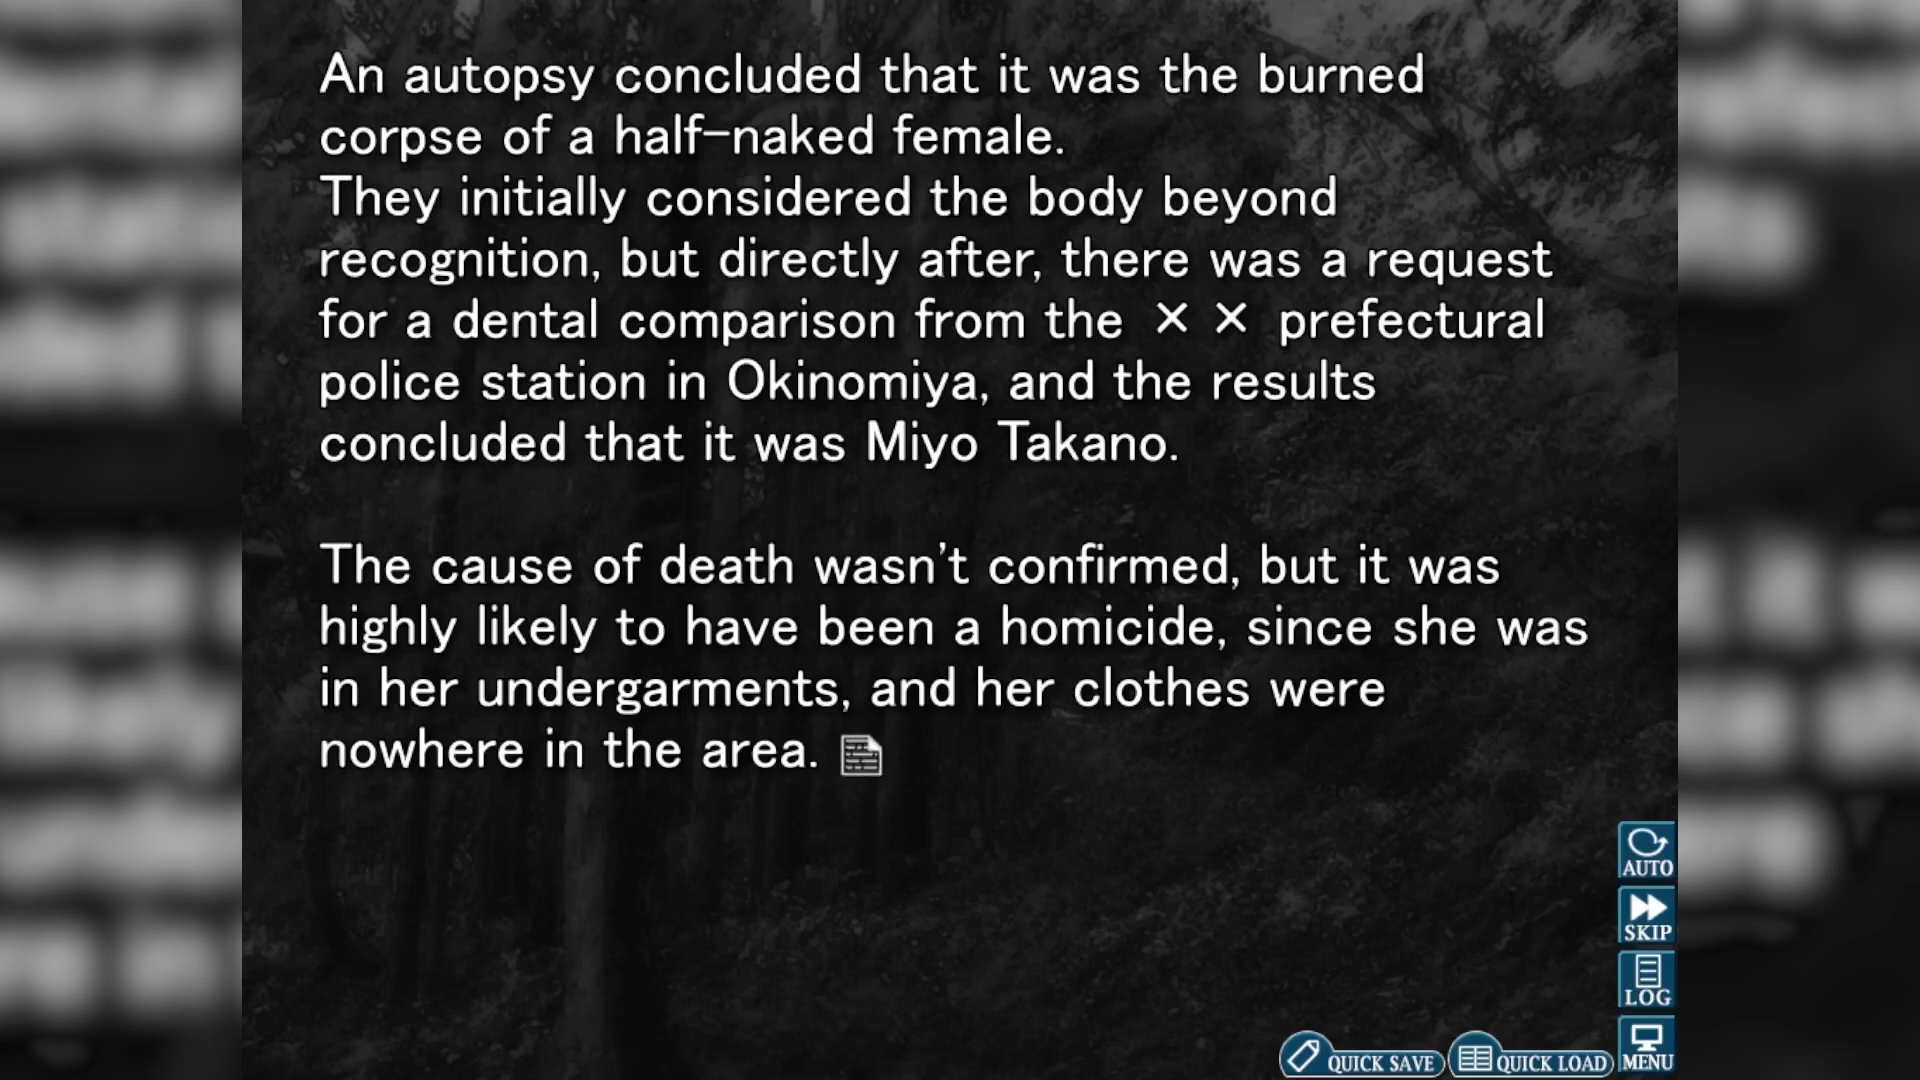 An autopsy concluded that it was the burned
corpse of a half-naked female.
They initially considered the body beyond
recognition, but directly after, there was a request
for a dental comparison from the ×× prefectural
police station in Okinomiya, and the results
concluded that it was Miyo Takano.
The cause of death wasn't confirmed, but it was
highly likely to have been a homicide, since she was
in her undergarments, and her clothes were
nowhere in the area.
AUTO
SKIP
LOG
MENU
QUICK SAVE
QUICK LOAD